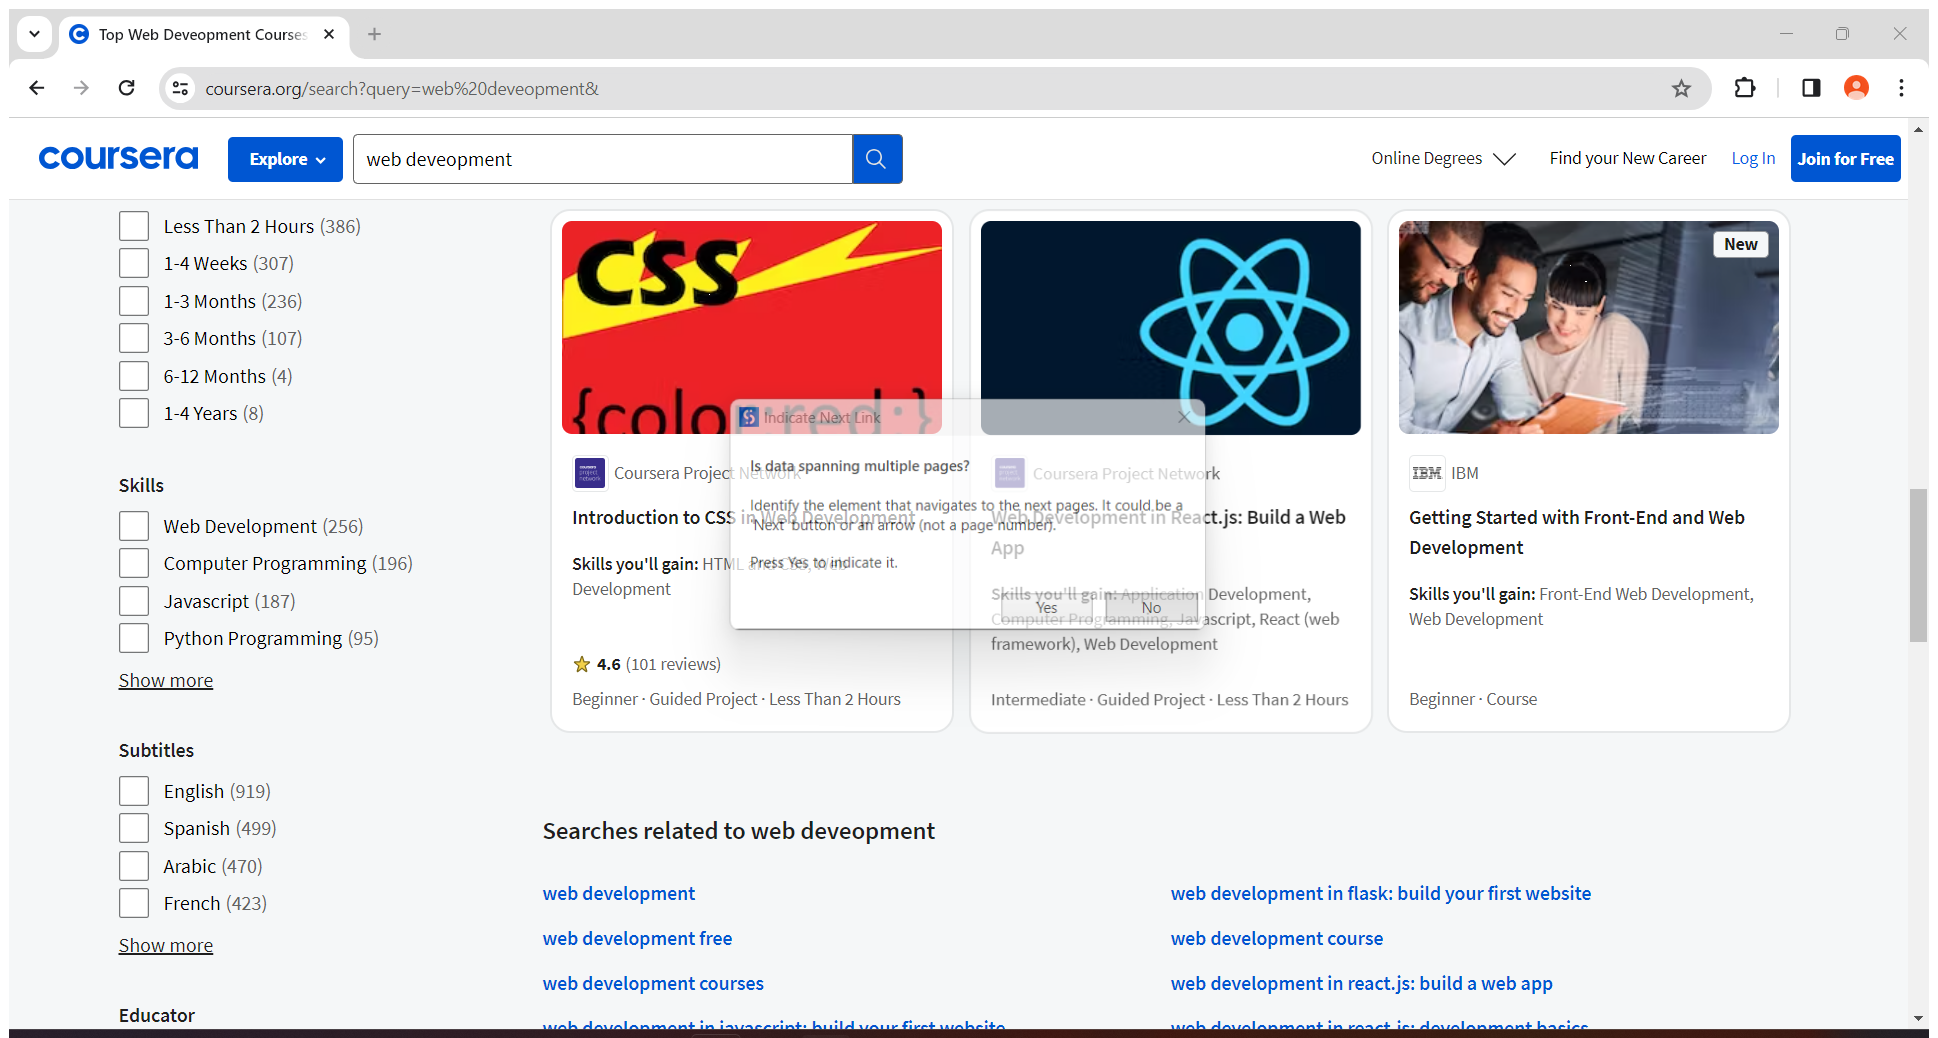 Top Web Deveopment Courses
coursera.org/search?query=web%20deveopment&
coursera
Explore
web deveopment
Online Degrees
Find your New Career
Log In
Join for Free
Less Than 2 Hours (386)
1-4 Weeks (307)
1-3 Months (236)
3-6 Months (107)
6-12 Months (4)
1-4 Years (8)
Skills
Web Development (256)
Computer Programming (196)
Javascript (187)
Python Programming (95)
Show more
Subtitles
English (919)
Spanish (499)
Arabic (470)
French (423)
Show more
Educator
CSS
{color:red;}
coursera project network
Coursera Project Network
Introduction to CSS in Web Development
Skills you'll gain: HTML and CSS, Web
Development
4.6 (101 reviews)
Beginner · Guided Project · Less Than 2 Hours
coursera project network
Coursera Project Network
Web Development in React.js: Build a Web
App
Skills you'll gain: Application Development,
Computer Programming, Javascript, React (web
framework), Web Development
Intermediate · Guided Project · Less Than 2 Hours
New
IBM
IBM
Getting Started with Front-End and Web
Development
Skills you'll gain: Front-End Web Development,
Web Development
Beginner · Course
Indicate Next Link
Is data spanning multiple pages?
Identify the element that navigates to the next pages. It could be a
'Next' button or an arrow (not a page number).
Press Yes to indicate it.
Yes
No
Searches related to web deveopment
web development
web development in flask: build your first website
web development free
web development course
web development courses
web development in react.js: build a web app
web development in javascript: build your first website
web development in react.js: development basics